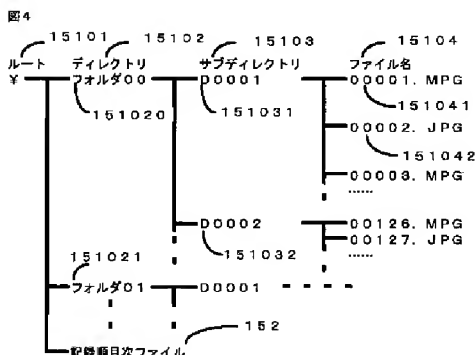 図4
15101 15102 15103 15104
ルート ディレクトリ サブディレクトリ ファイル名
¥ フォルダ00 D0001 00001. MPG
151020 151031 151041
00002. JPG
151042
00003. MPG
……
D0002 00126. MPG
151032 00127. JPG
……
151021
フォルダ01 D0001
152
記録順目次ファイル